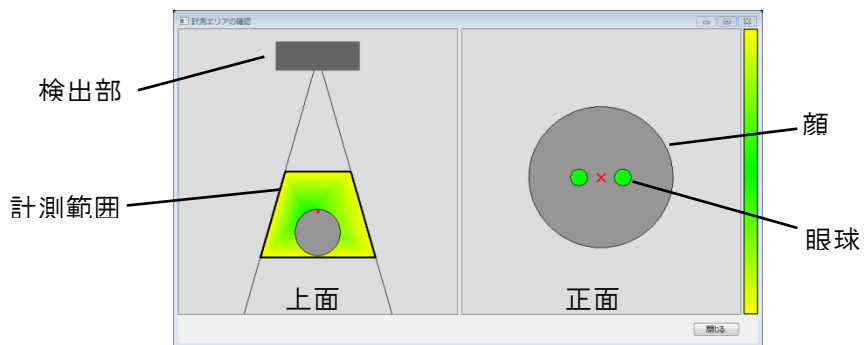 計測エリアの確認
検出部
顔
計測範囲
眼球
上面
正面
閉じる